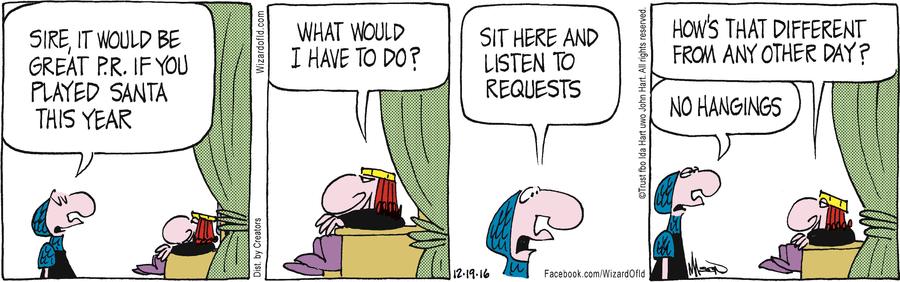 SIRE, IT WOULD BE
GREAT P.R. IF YOU
PLAYED SANTA
THIS YEAR
Wizardofid.com
Dist. by Creators
WHAT WOULD
I HAVE TO DO?
SIT HERE AND
LISTEN TO
REQUESTS
12-19-16
Facebook.com/WizardOfId
©Trust fbo Ida Hart uwo John Hart. All rights reserved.
HOW'S THAT DIFFERENT
FROM ANY OTHER DAY?
NO HANGINGS